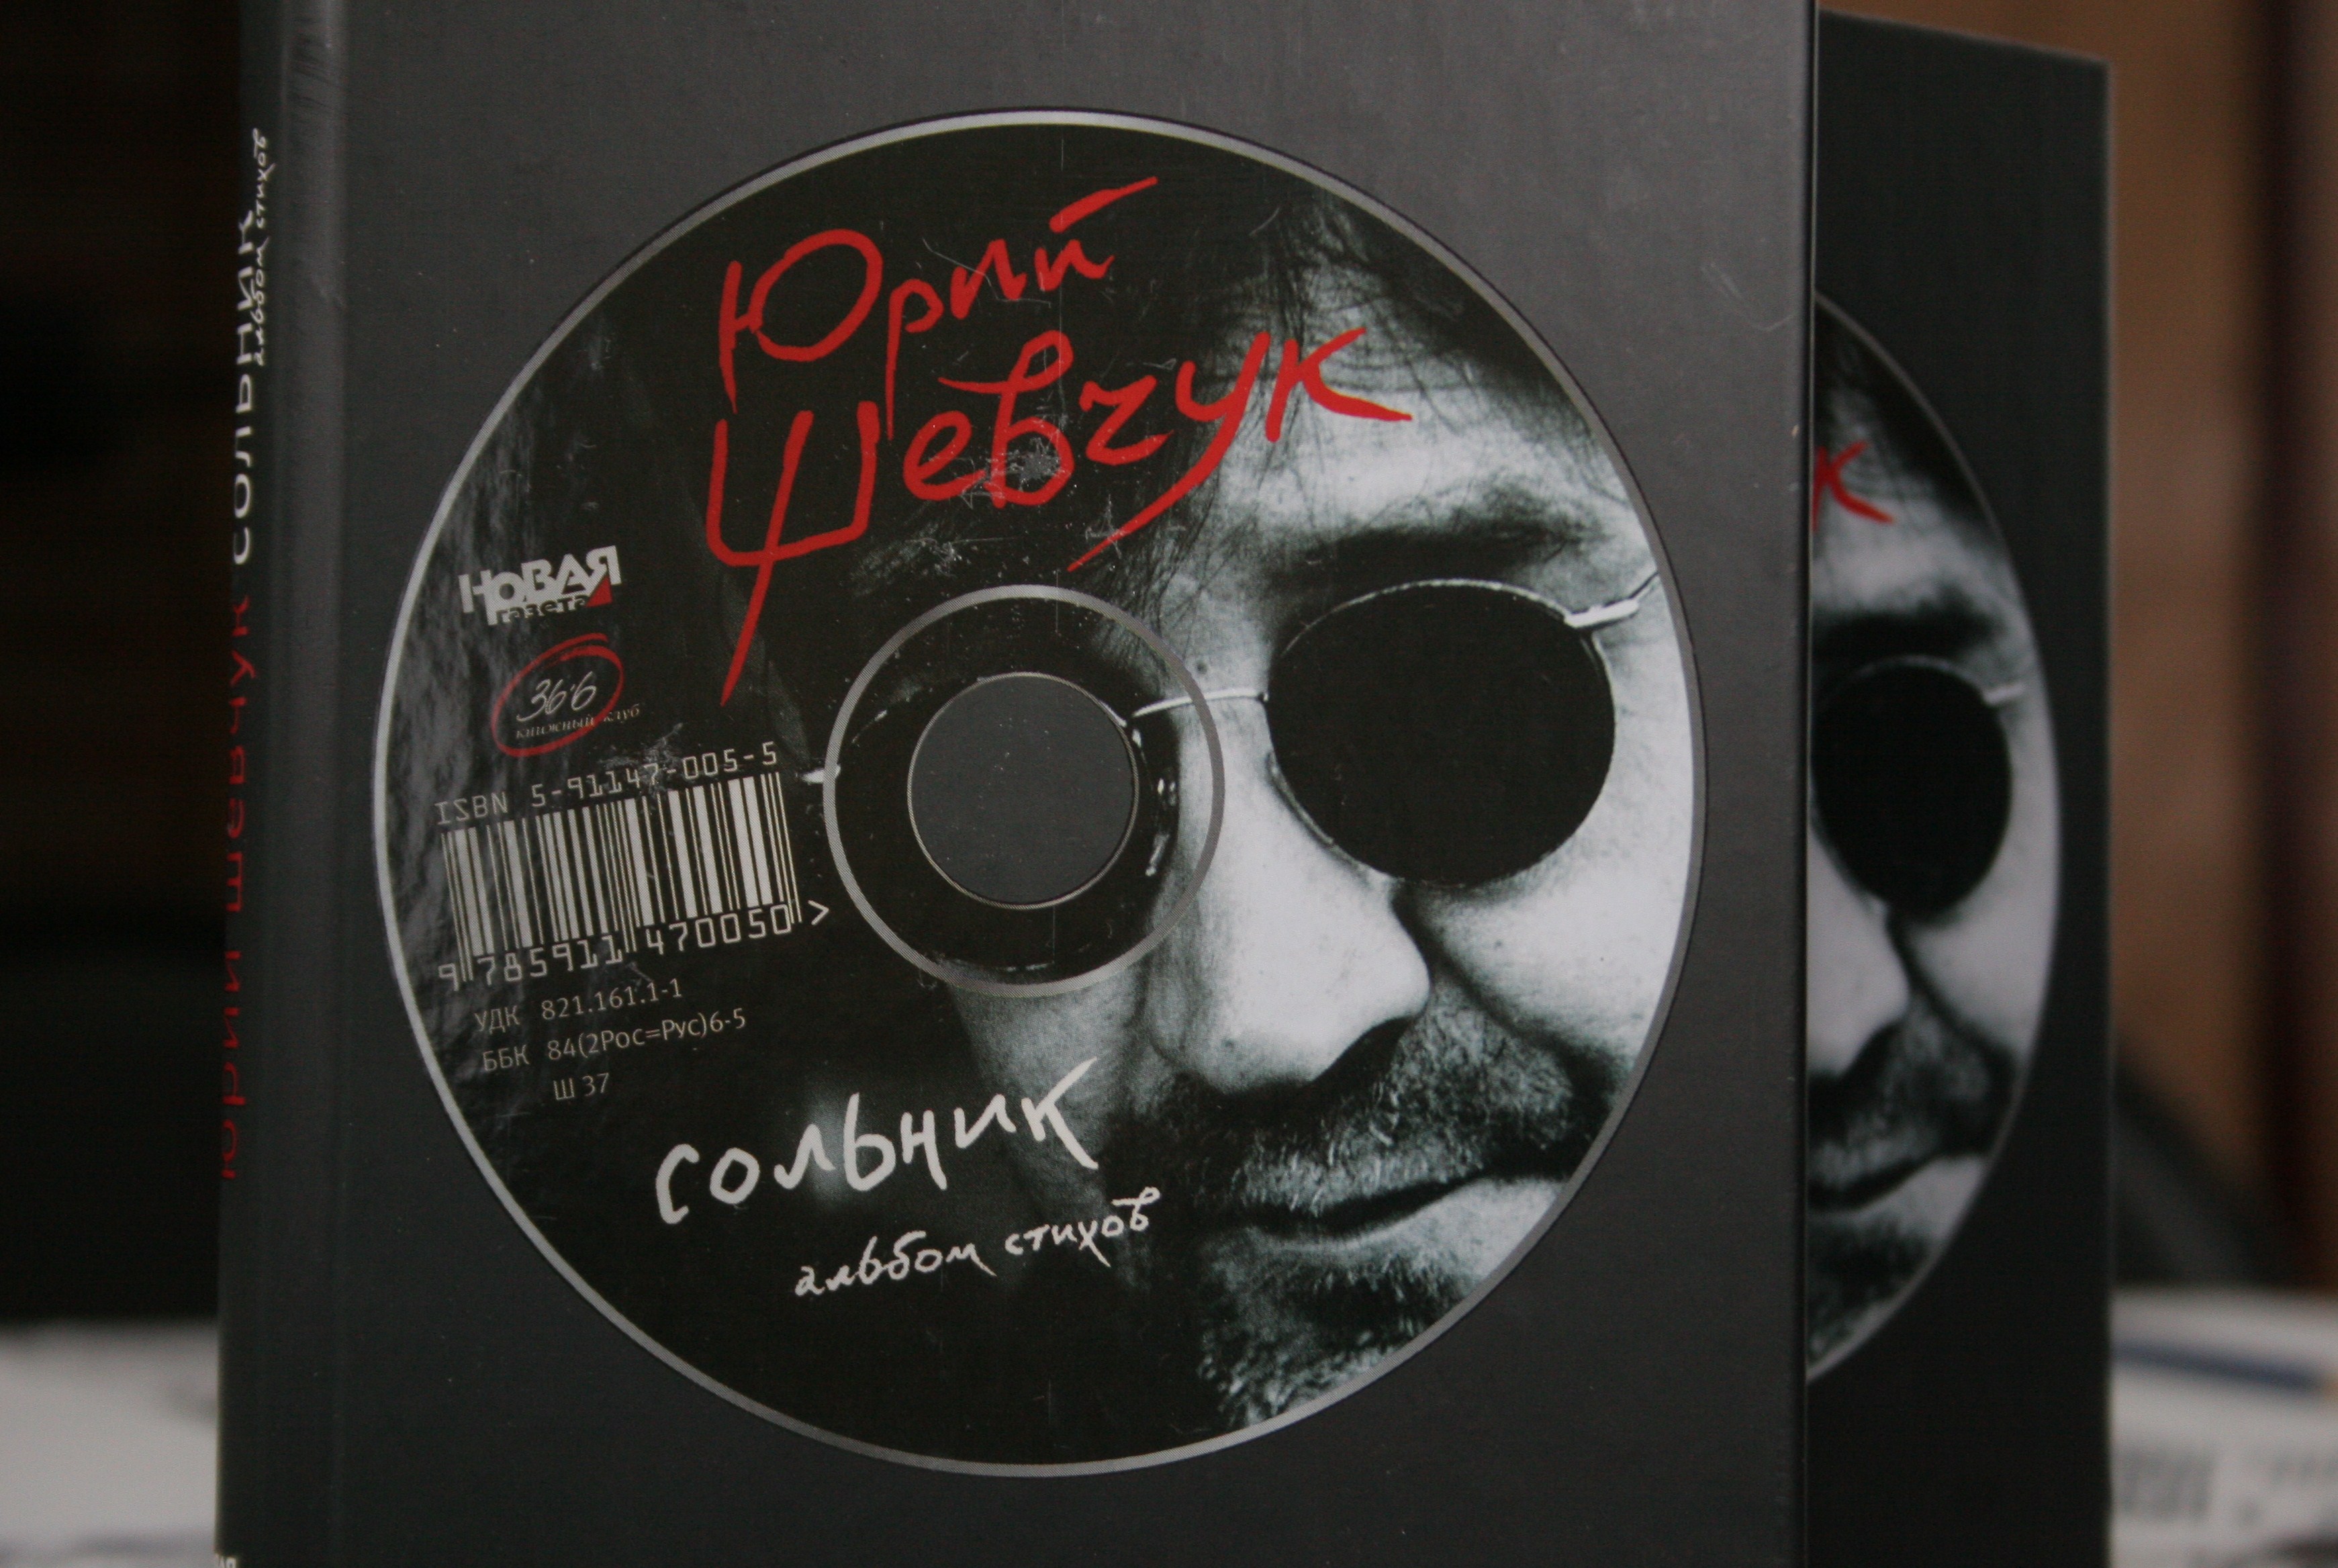 Юрий
Шевчук
НОВАЯ
газета
36·6
книжный клуб
ISBN 5-91147-005-5
9 785911 470050 >
УДК 821.161.1-1
ББК 84(2Рос=Рус)6-5
Ш 37
сольник
альбом стихов
ЮРИЙ ШЕВЧУК СОЛЬНИК
альбом стихов
к